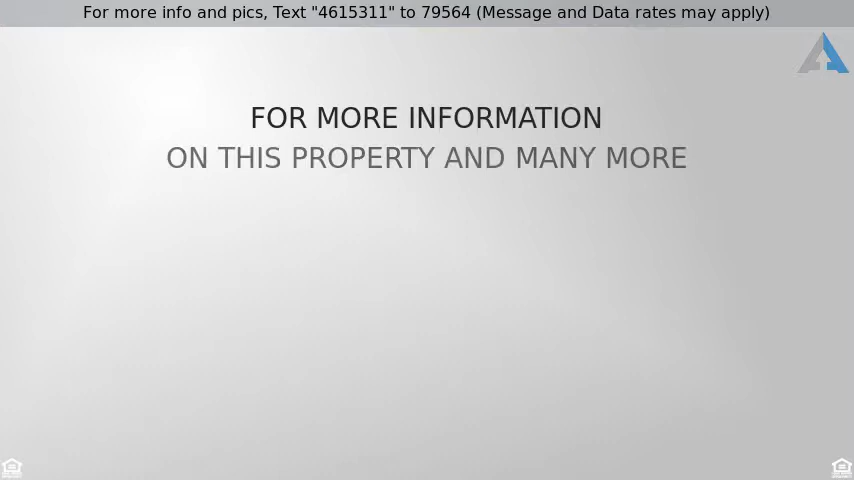 For more info and pics, Text "4615311" to 79564 (Message and Data rates may apply)
FOR MORE INFORMATION
ON THIS PROPERTY AND MANY MORE